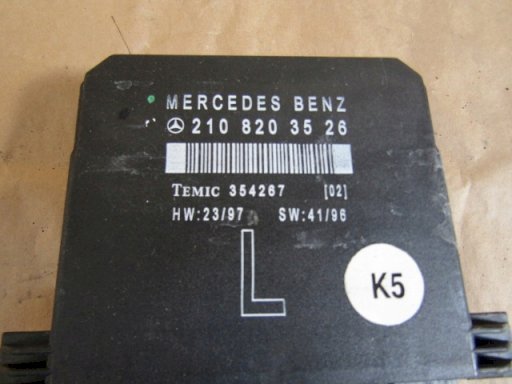 MERCEDES BENZ
210 820 35 26
TEMIC 354267 [02]
HW:23/97 SW:41/96
L
K5